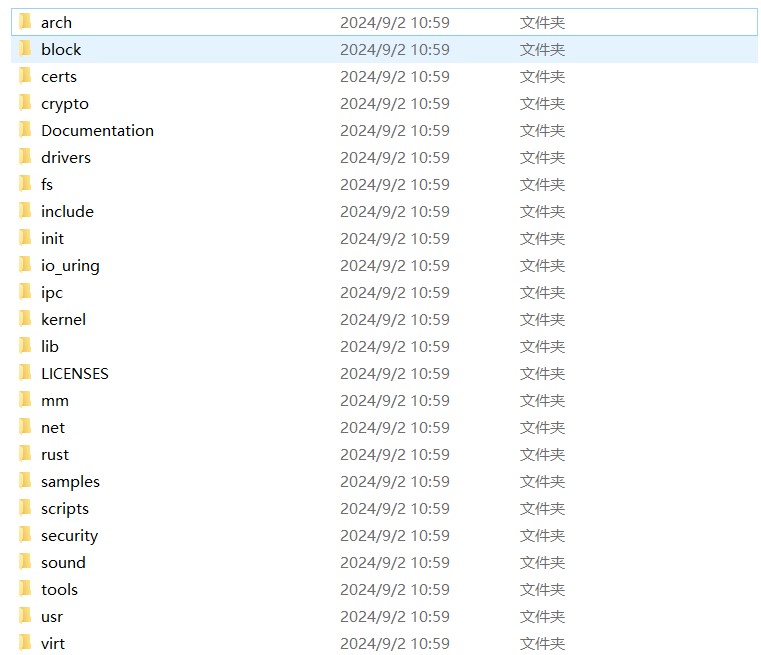 arch 2024/9/2 10:59 文件夹
block 2024/9/2 10:59 文件夹
certs 2024/9/2 10:59 文件夹
crypto 2024/9/2 10:59 文件夹
Documentation 2024/9/2 10:59 文件夹
drivers 2024/9/2 10:59 文件夹
fs 2024/9/2 10:59 文件夹
include 2024/9/2 10:59 文件夹
init 2024/9/2 10:59 文件夹
io_uring 2024/9/2 10:59 文件夹
ipc 2024/9/2 10:59 文件夹
kernel 2024/9/2 10:59 文件夹
lib 2024/9/2 10:59 文件夹
LICENSES 2024/9/2 10:59 文件夹
mm 2024/9/2 10:59 文件夹
net 2024/9/2 10:59 文件夹
rust 2024/9/2 10:59 文件夹
samples 2024/9/2 10:59 文件夹
scripts 2024/9/2 10:59 文件夹
security 2024/9/2 10:59 文件夹
sound 2024/9/2 10:59 文件夹
tools 2024/9/2 10:59 文件夹
usr 2024/9/2 10:59 文件夹
virt 2024/9/2 10:59 文件夹